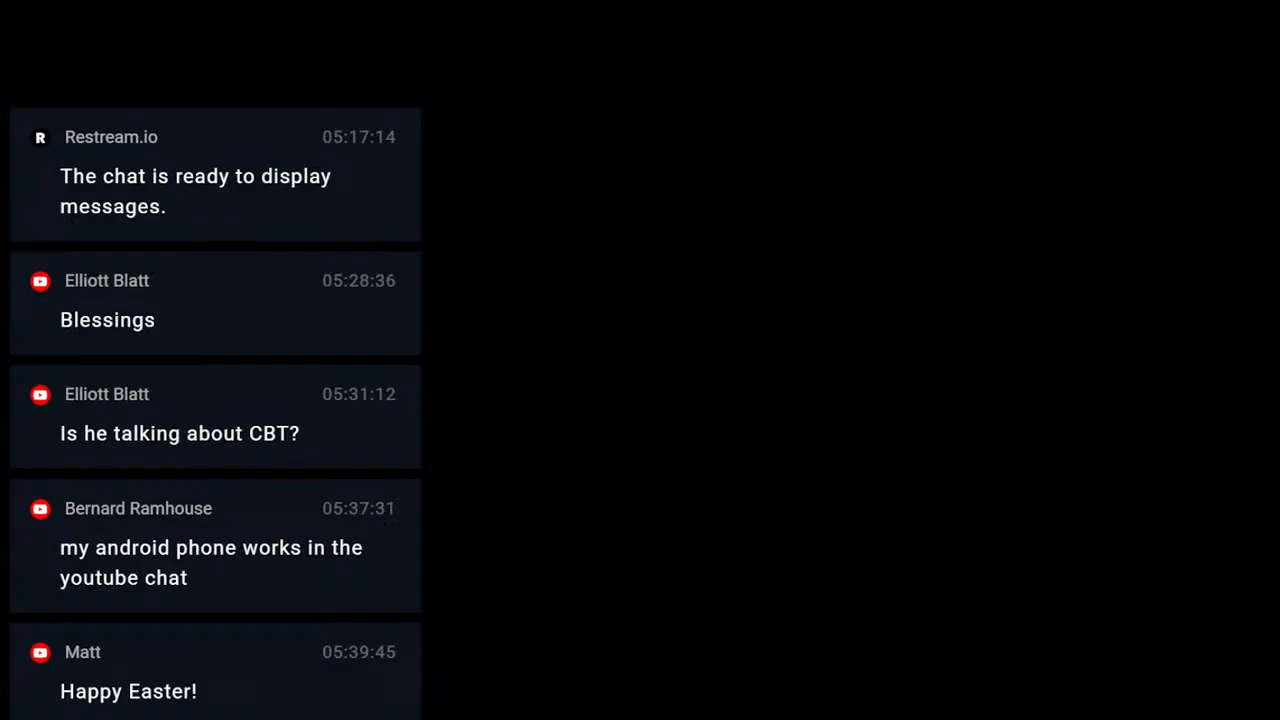 R Restream.io 05:17:14
The chat is ready to display
messages.
Elliott Blatt 05:28:36
Blessings
Elliott Blatt 05:31:12
Is he talking about CBT?
Bernard Ramhouse 05:37:31
my android phone works in the
youtube chat
Matt 05:39:45
Happy Easter!